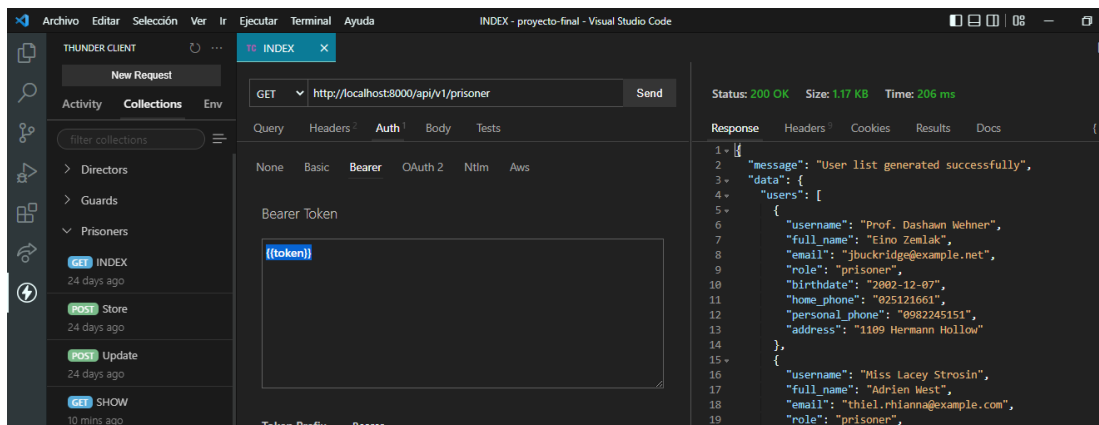 Archivo Editar Selección Ver Ir Ejecutar Terminal Ayuda INDEX - proyecto-final - Visual Studio Code
THUNDER CLIENT
New Request
Activity Collections Env
filter collections
Directors
Guards
Prisoners
GET INDEX
24 days ago
POST Store
24 days ago
POST Update
24 days ago
GET SHOW
10 mins ago
TC INDEX
GET http://localhost:8000/api/v1/prisoner Send
Query Headers 2 Auth 1 Body Tests
None Basic Bearer OAuth 2 Ntlm Aws
Bearer Token
{{token}}
Token Prefix Bearer
Status: 200 OK Size: 1.17 KB Time: 206 ms
Response Headers 9 Cookies Results Docs {
1 {
2 "message": "User list generated successfully",
3 "data": {
4 "users": [
5 {
6 "username": "Prof. Dashawn Wehner",
7 "full_name": "Eino Zemlak",
8 "email": "jbuckridge@example.net",
9 "role": "prisoner",
10 "birthdate": "2002-12-07",
11 "home_phone": "025121661",
12 "personal_phone": "0982245151",
13 "address": "1109 Hermann Hollow"
14 },
15 {
16 "username": "Miss Lacey Strosin",
17 "full_name": "Adrien West",
18 "email": "thiel.rhianna@example.com",
19 "role": "prisoner",